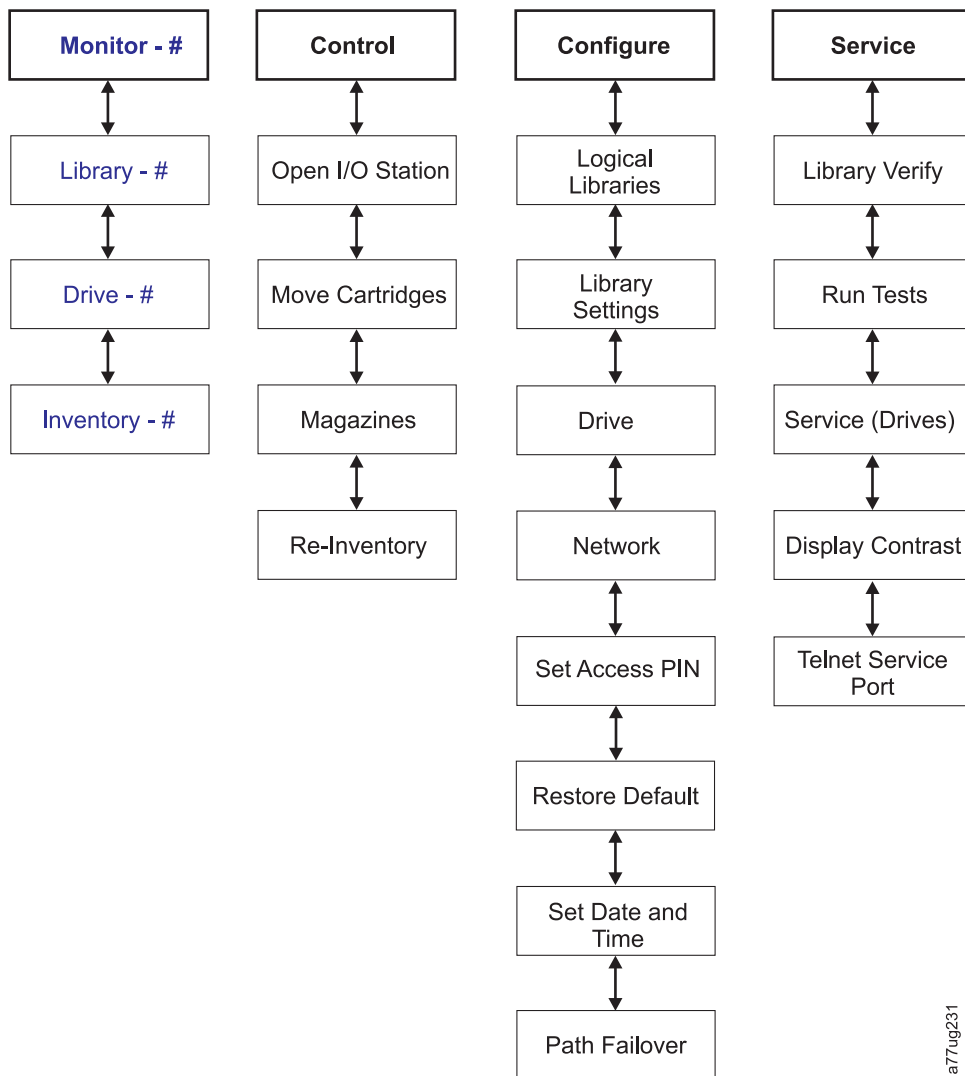 Monitor - #
Library - #
Drive - #
Inventory - #
Control
Open I/O Station
Move Cartridges
Magazines
Re-Inventory
Configure
Logical
Libraries
Library
Settings
Drive
Network
Set Access PIN
Restore Default
Set Date and
Time
Path Failover
Service
Library Verify
Run Tests
Service (Drives)
Display Contrast
Telnet Service
Port
a77ug231